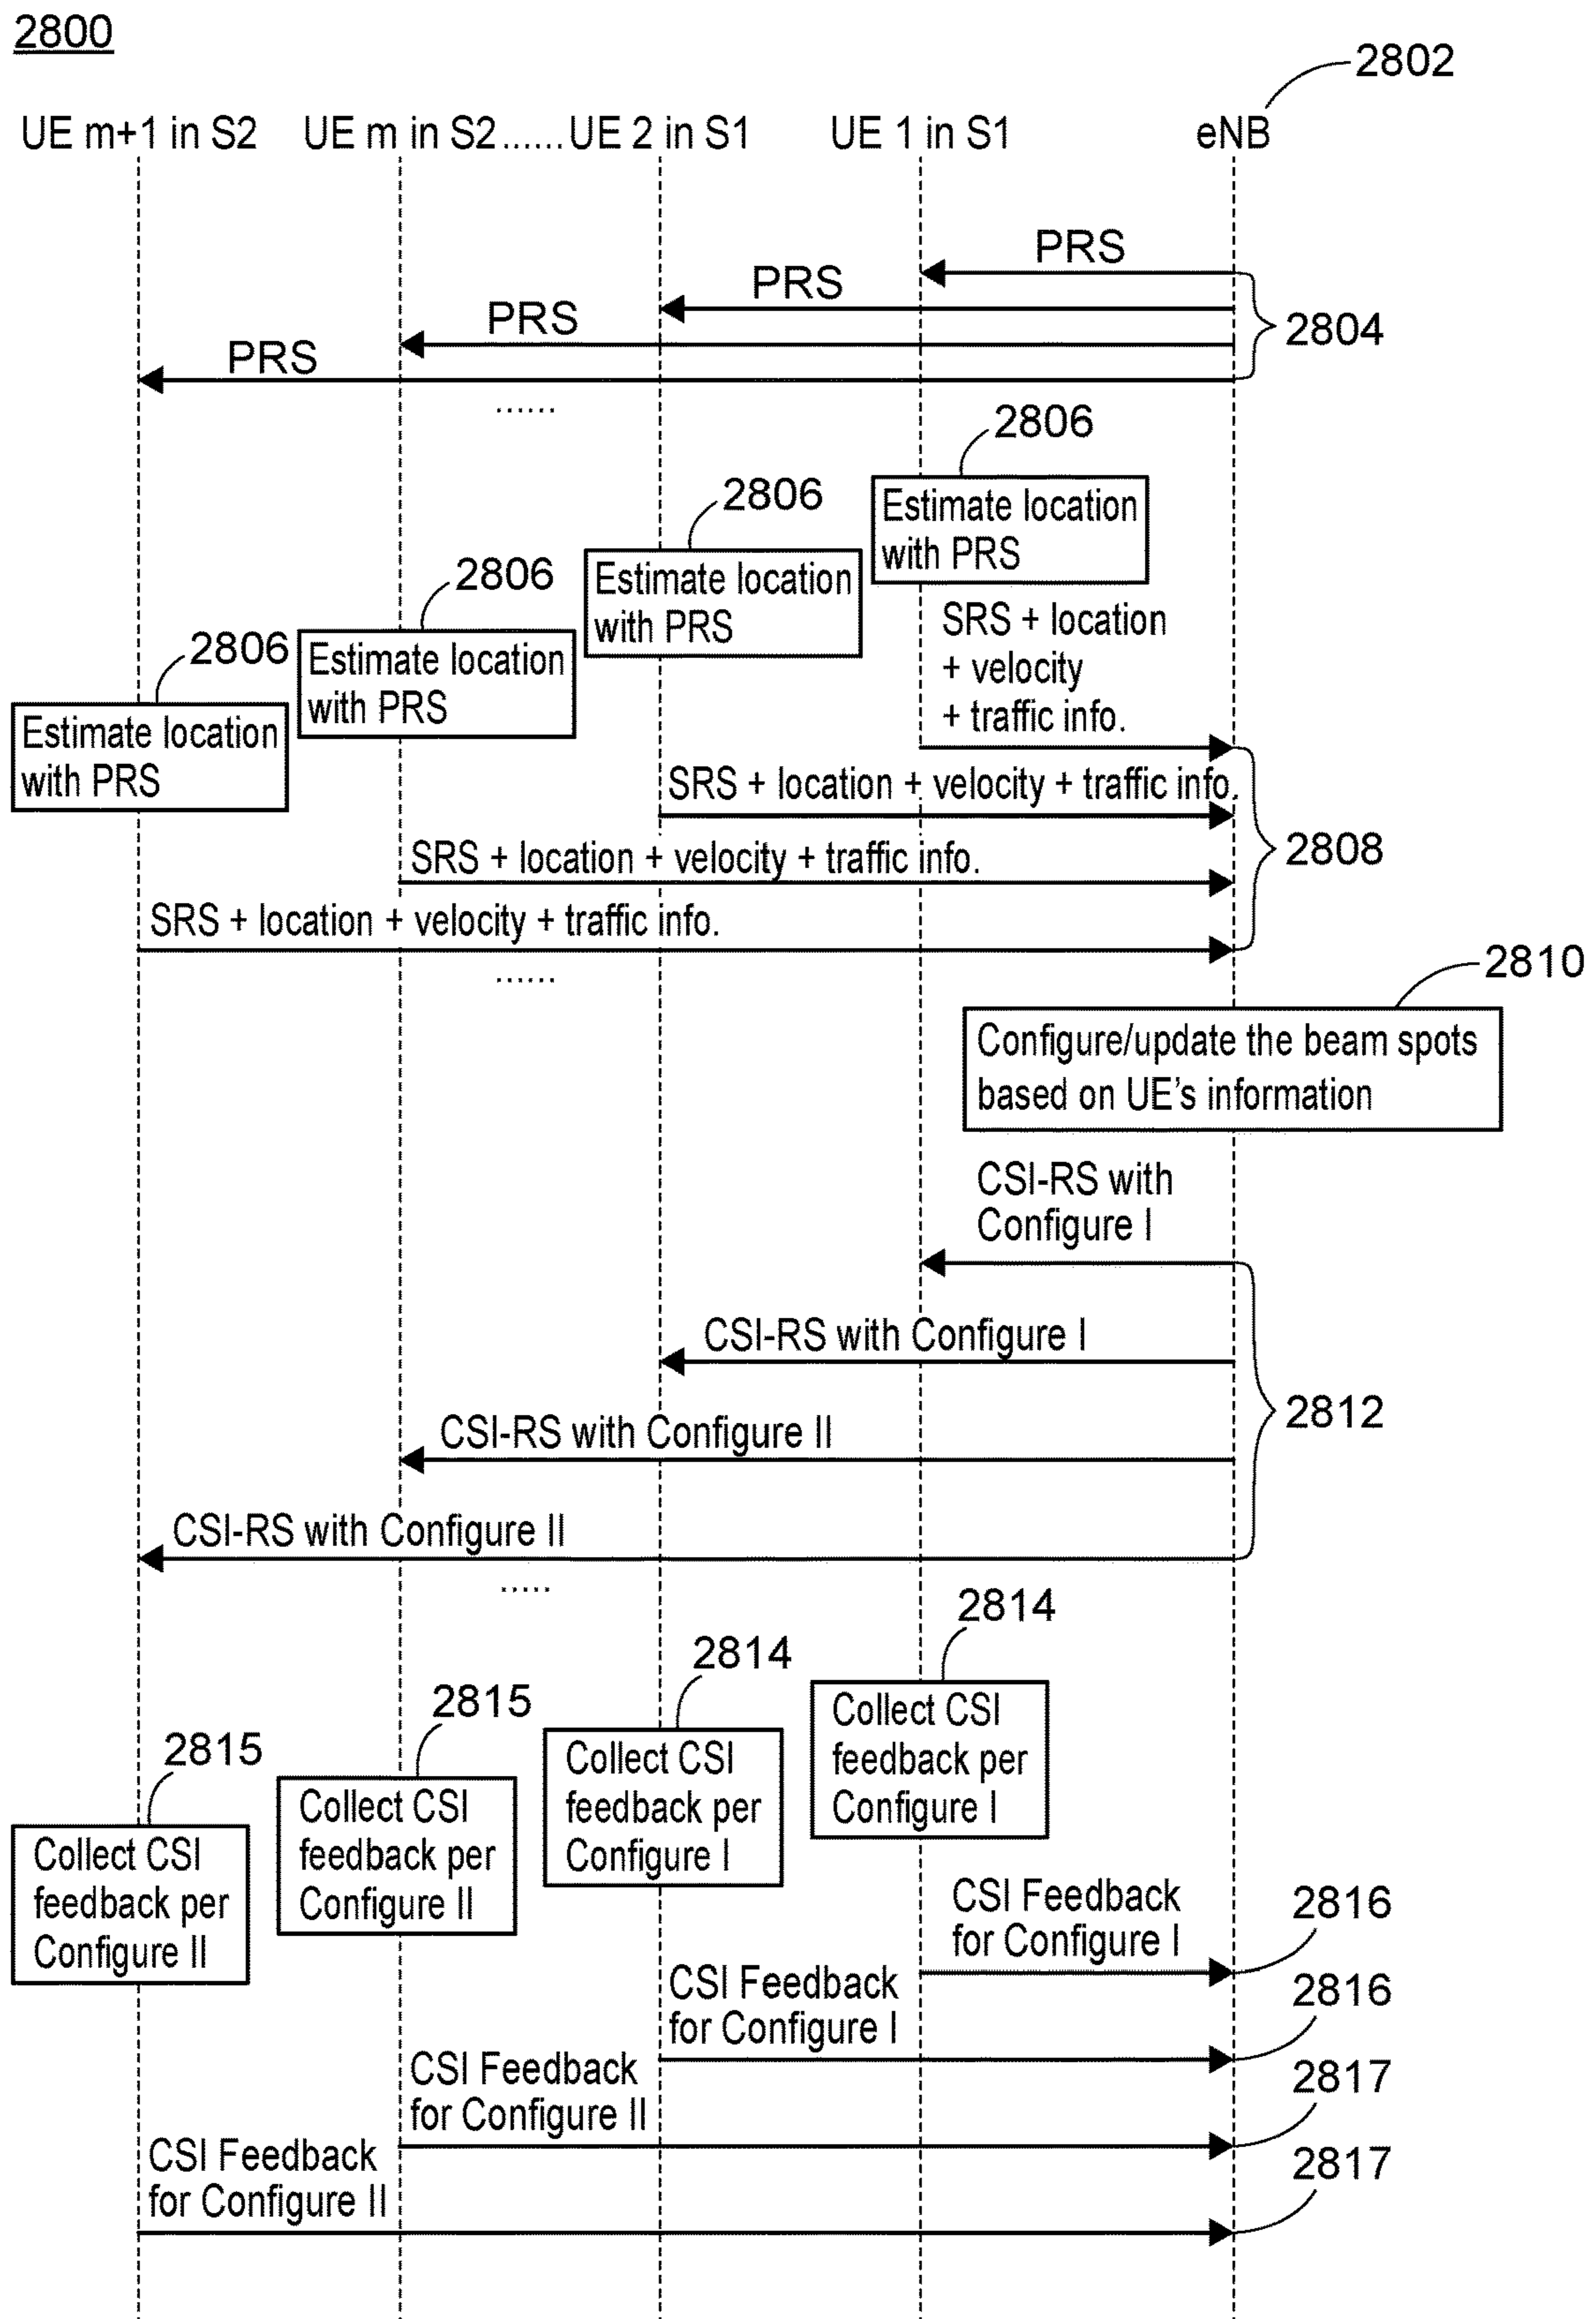 2800
2802
UE m+1 in S2 UE m in S2 ...... UE 2 in S1 UE 1 in S1 eNB
PRS
PRS
PRS
2804
PRS
......
2806
2806
Estimate location
with PRS
2806
Estimate location
with PRS
2806
Estimate location
with PRS
Estimate location
with PRS
SRS + location
+ velocity
+ traffic info.
SRS + location + velocity + traffic info.
SRS + location + velocity + traffic info.
2808
SRS + location + velocity + traffic info.
......
2810
Configure/update the beam spots
based on UE's information
CSI-RS with
Configure I
CSI-RS with Configure I
2812
CSI-RS with Configure II
CSI-RS with Configure II
.....
2814
2814
Collect CSI
feedback per
Configure I
2815
Collect CSI
feedback per
Configure I
2815
Collect CSI
feedback per
Configure II
Collect CSI
feedback per
Configure II
CSI Feedback
for Configure I
2816
CSI Feedback
for Configure I
2816
CSI Feedback
for Configure II
2817
CSI Feedback
for Configure II
2817